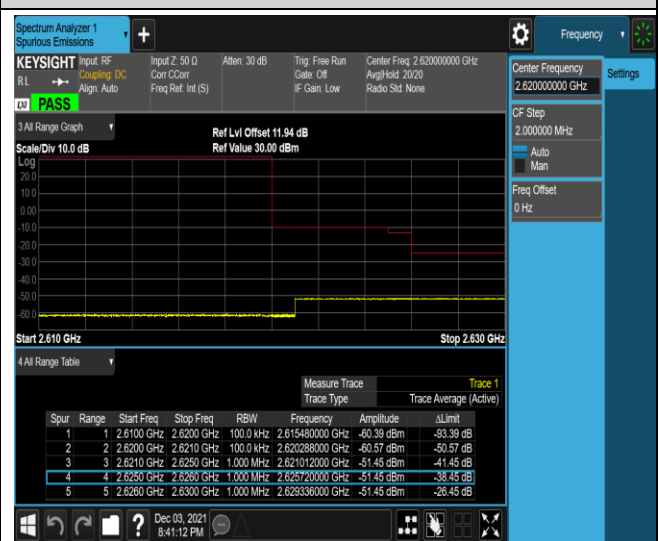 Spectrum Analyzer 1
Spurious Emissions
Frequency
KEYSIGHT Input: RF
Coupling: DC
Align: Auto
Input Z: 50 Ω
Corr CCorr
Freq Ref: Int (S)
Atten: 30 dB
Trig: Free Run
Gate: Off
IF Gain: Low
Center Freq: 2.620000000 GHz
Avg|Hold: 20/20
Radio Std: None
RL
LXI PASS
Center Frequency
2.620000000 GHz
Settings
CF Step
2.000000 MHz
Auto
Man
Freq Offset
0 Hz
3 All Range Graph
Scale/Div 10.0 dB
Ref Lvl Offset 11.94 dB
Ref Value 30.00 dBm
Log
20.0
10.0
0.00
-10.0
-20.0
-30.0
-40.0
-50.0
-60.0
Start 2.610 GHz Stop 2.630 GHz
4 All Range Table
Measure Trace Trace 1
Trace Type Trace Average (Active)
Spur Range Start Freq Stop Freq RBW Frequency Amplitude ΔLimit
1 1 2.6100 GHz 2.6200 GHz 100.0 kHz 2.615480000 GHz -60.39 dBm -93.39 dB
2 2 2.6200 GHz 2.6210 GHz 100.0 kHz 2.620288000 GHz -60.57 dBm -50.57 dB
3 3 2.6210 GHz 2.6250 GHz 1.000 MHz 2.621012000 GHz -51.45 dBm -41.45 dB
4 4 2.6250 GHz 2.6260 GHz 1.000 MHz 2.625720000 GHz -51.45 dBm -38.45 dB
5 5 2.6260 GHz 2.6300 GHz 1.000 MHz 2.629336000 GHz -51.45 dBm -26.45 dB
Dec 03, 2021
8:41:12 PM